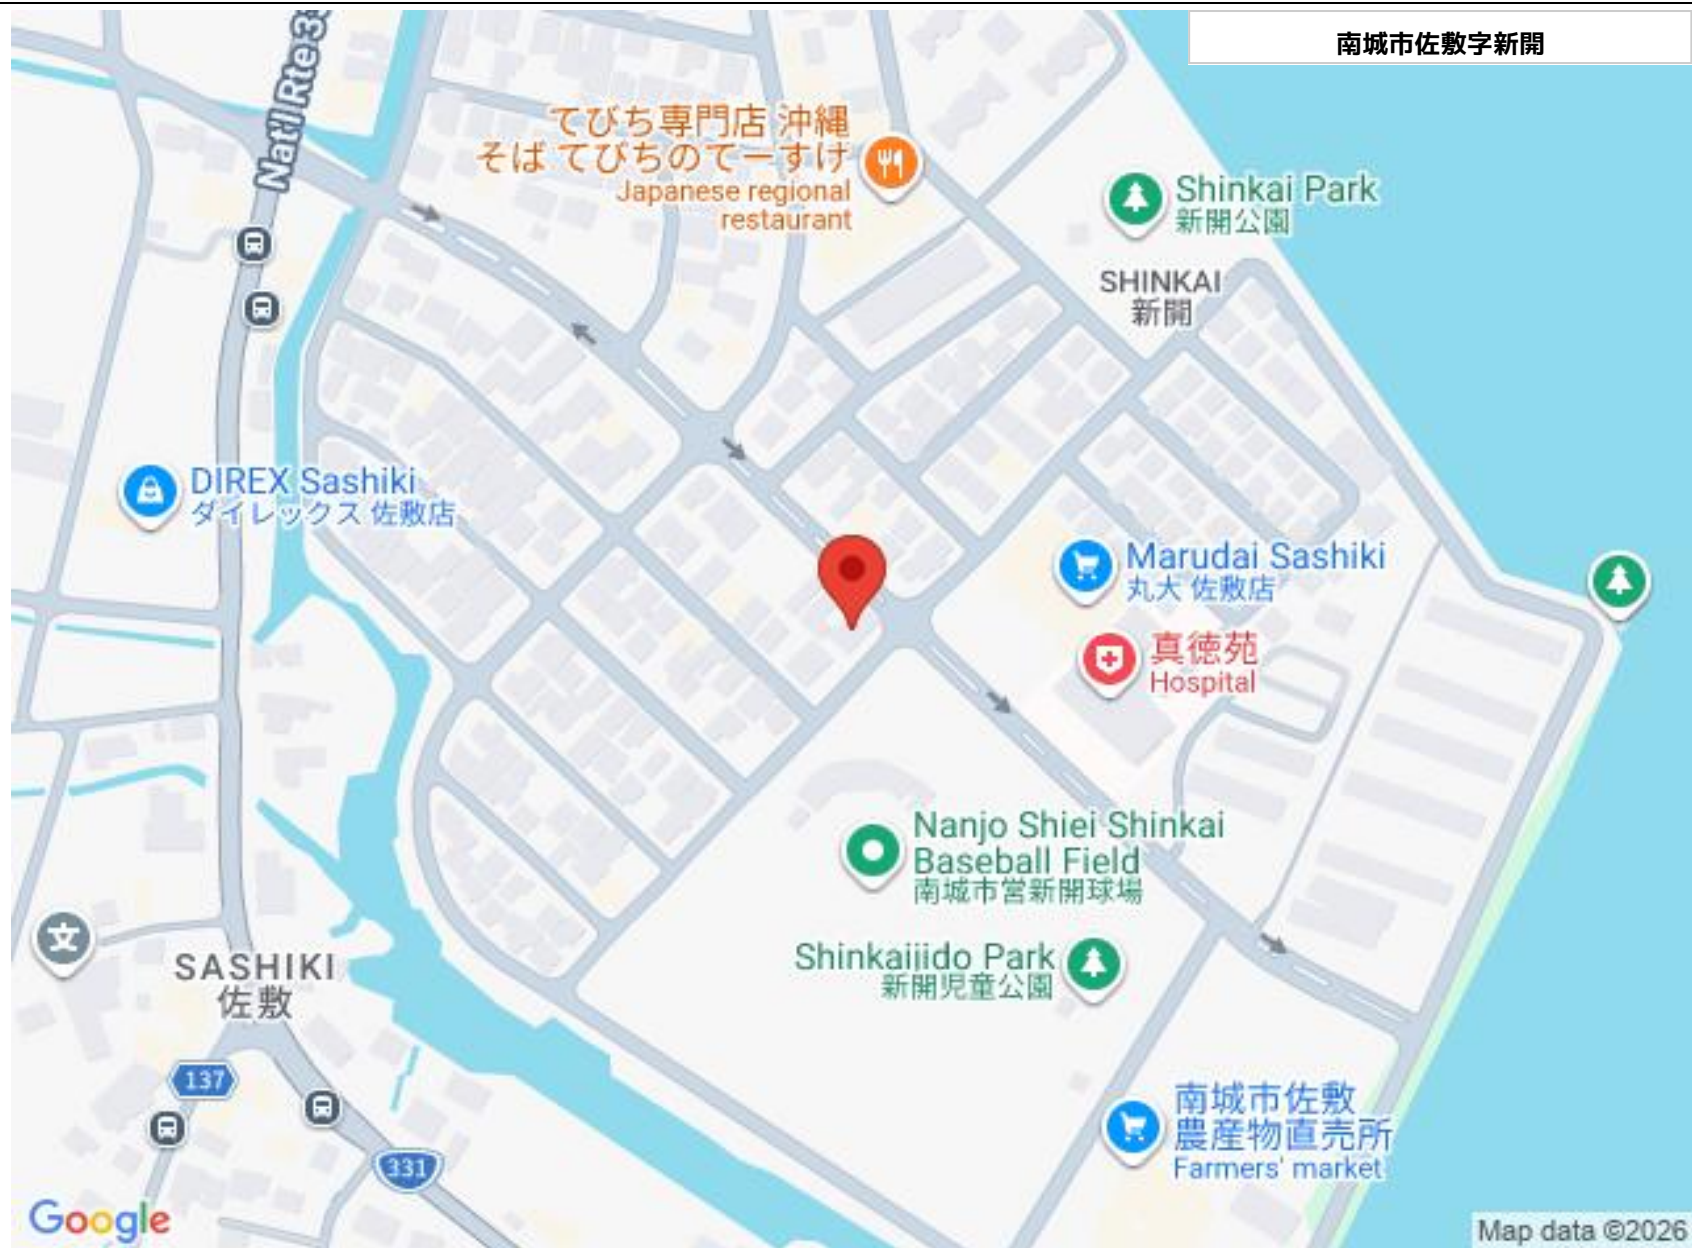 南城市佐敷字新開
Nat'l Rte 3
てびち専門店 沖縄
そば てびちのてーすけ
Japanese regional
restaurant
Shinkai Park
新開公園
SHINKAI
新開
DIREX Sashiki
ダイレックス 佐敷店
Marudai Sashiki
丸大 佐敷店
真徳苑
Hospital
Nanjo Shiei Shinkai
Baseball Field
南城市営新開球場
文
SASHIKI
佐敷
Shinkaijido Park
新開児童公園
137
331
南城市佐敷
農産物直売所
Farmers' market
Google
Map data ©2026